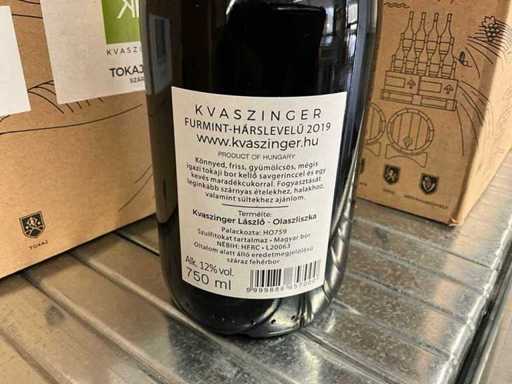 KVASZINGER
FURMINT-HÁRSLEVELŰ 2019
www.kvaszinger.hu
PRODUCT OF HUNGARY
Könnyed, friss, gyümölcsös, mégis
igazi tokaji bor kellő savgerinccel és egy
kevés maradékcukorral. Fogyasztását
leginkább szárnyas ételekhez, halakhoz,
valamint sültekhez ajánlom.
Termelte:
Kvaszinger László - Olaszliszka
Palackozta: HO759
Szulfitokat tartalmaz - Magyar bor
NÉBIH: HFRC - L20063
Oltalom alatt álló eredetmegjelölésű
száraz fehérbor
Alk. 12% vol.
750 ml
TOKAJ
TOKAJ